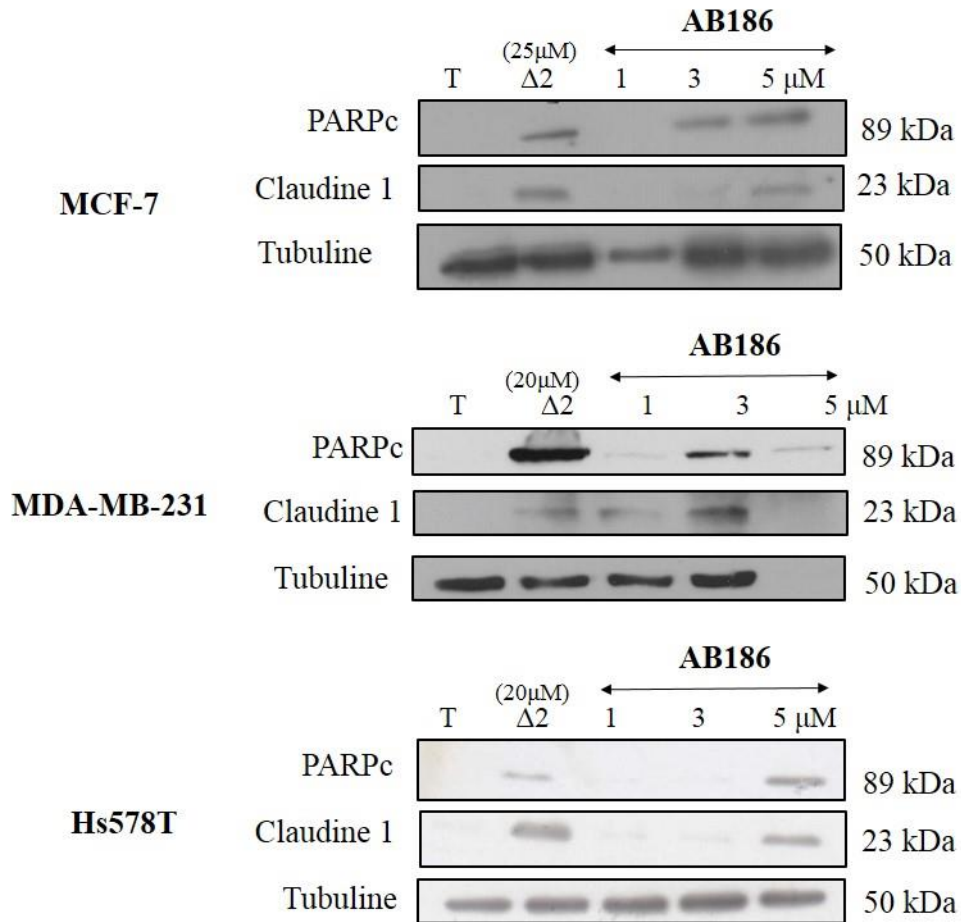 AB186
(25μM)
T Δ2 1 3 5 μM
PARPc 89 kDa
Claudine 1 23 kDa
MCF-7
Tubuline 50 kDa
AB186
(20μM)
T Δ2 1 3 5 μM
PARPc 89 kDa
MDA-MB-231 Claudine 1 23 kDa
Tubuline 50 kDa
AB186
(20μM)
T Δ2 1 3 5 μM
PARPc 89 kDa
Hs578T Claudine 1 23 kDa
Tubuline 50 kDa